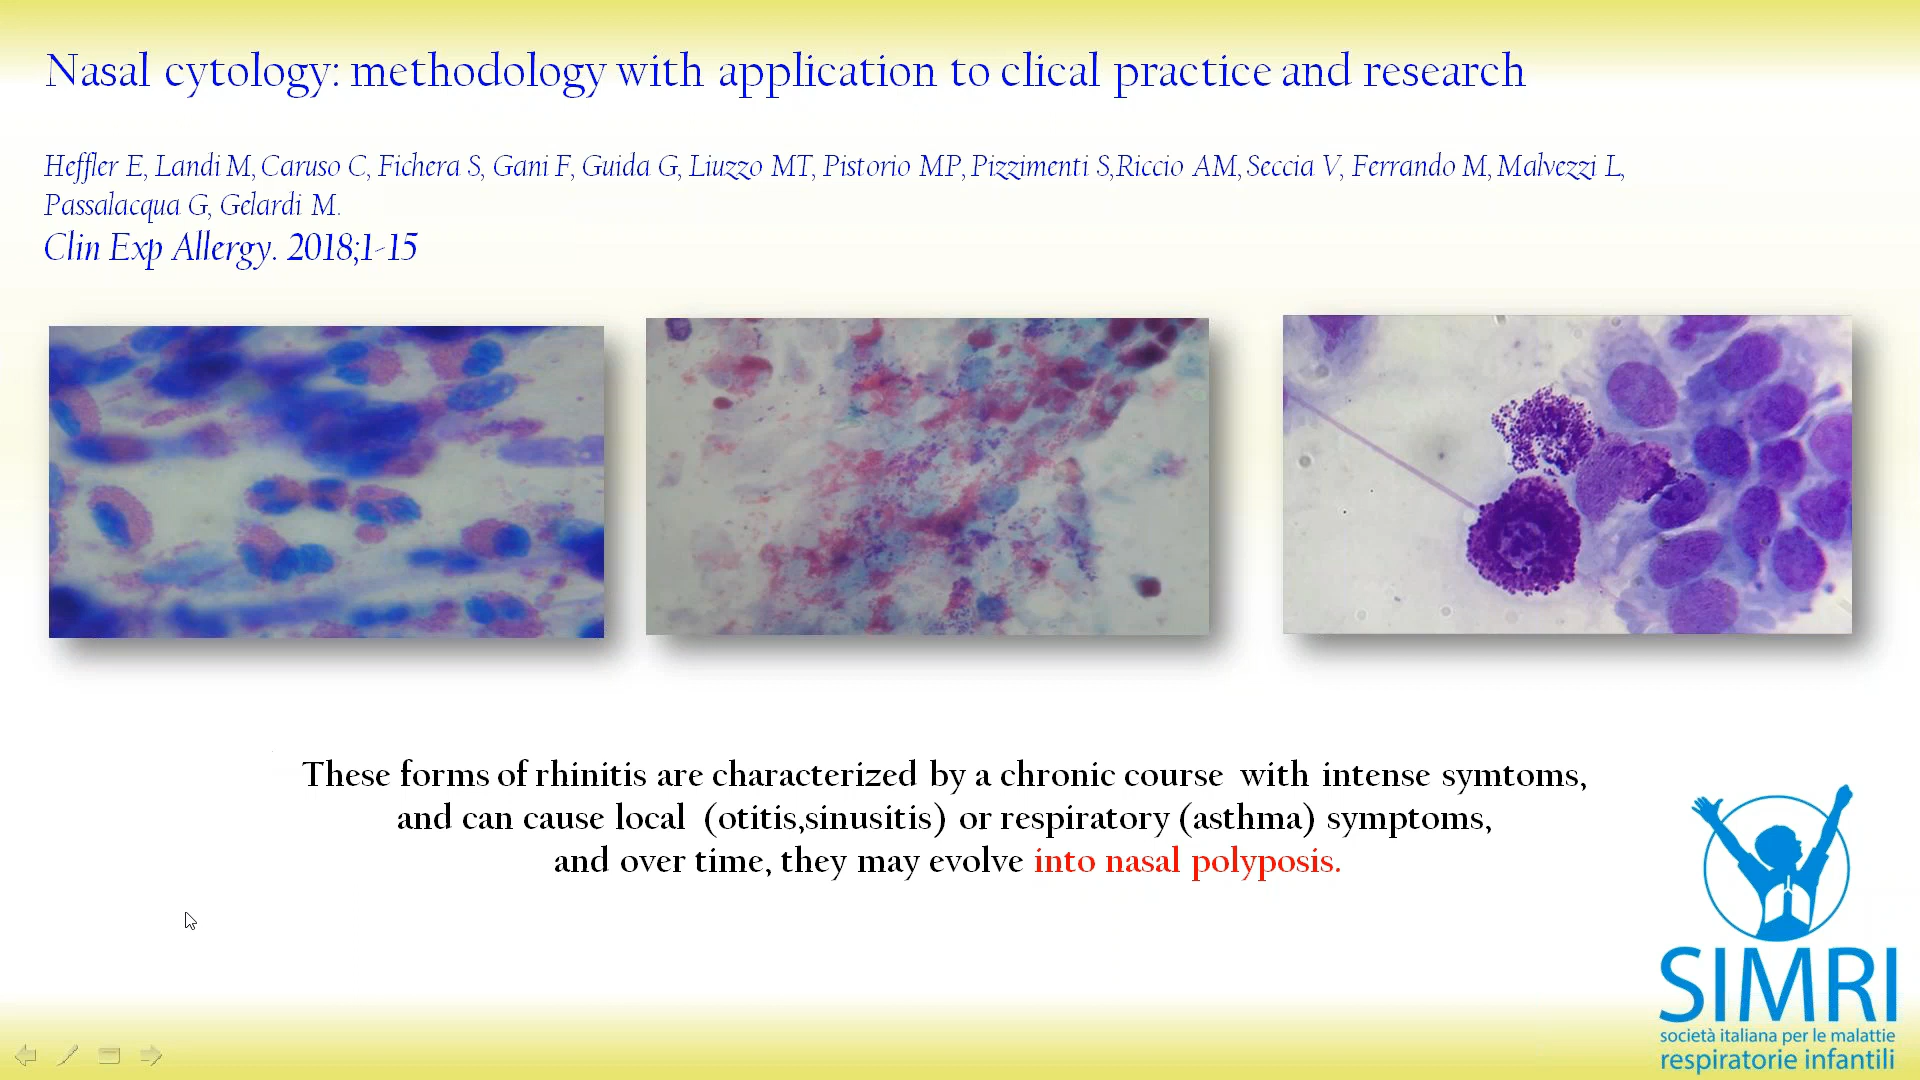 Nasal cytology: methodology with application to clical practice and research
Heffler E, Landi M, Caruso C, Fichera S, Gani F, Guida G, Liuzzo MT, Pistorio MP, Pizzimenti S,Riccio AM, Seccia V, Ferrando M, Malvezzi L,
Passalacqua G, Gelardi M.
Clin Exp Allergy. 2018;1-15
These forms of rhinitis are characterized by a chronic course with intense symtoms,
and can cause local (otitis,sinusitis) or respiratory (asthma) symptoms,
and over time, they may evolve into nasal polyposis.
SIMRI
società italiana per le malattie
respiratorie infantili